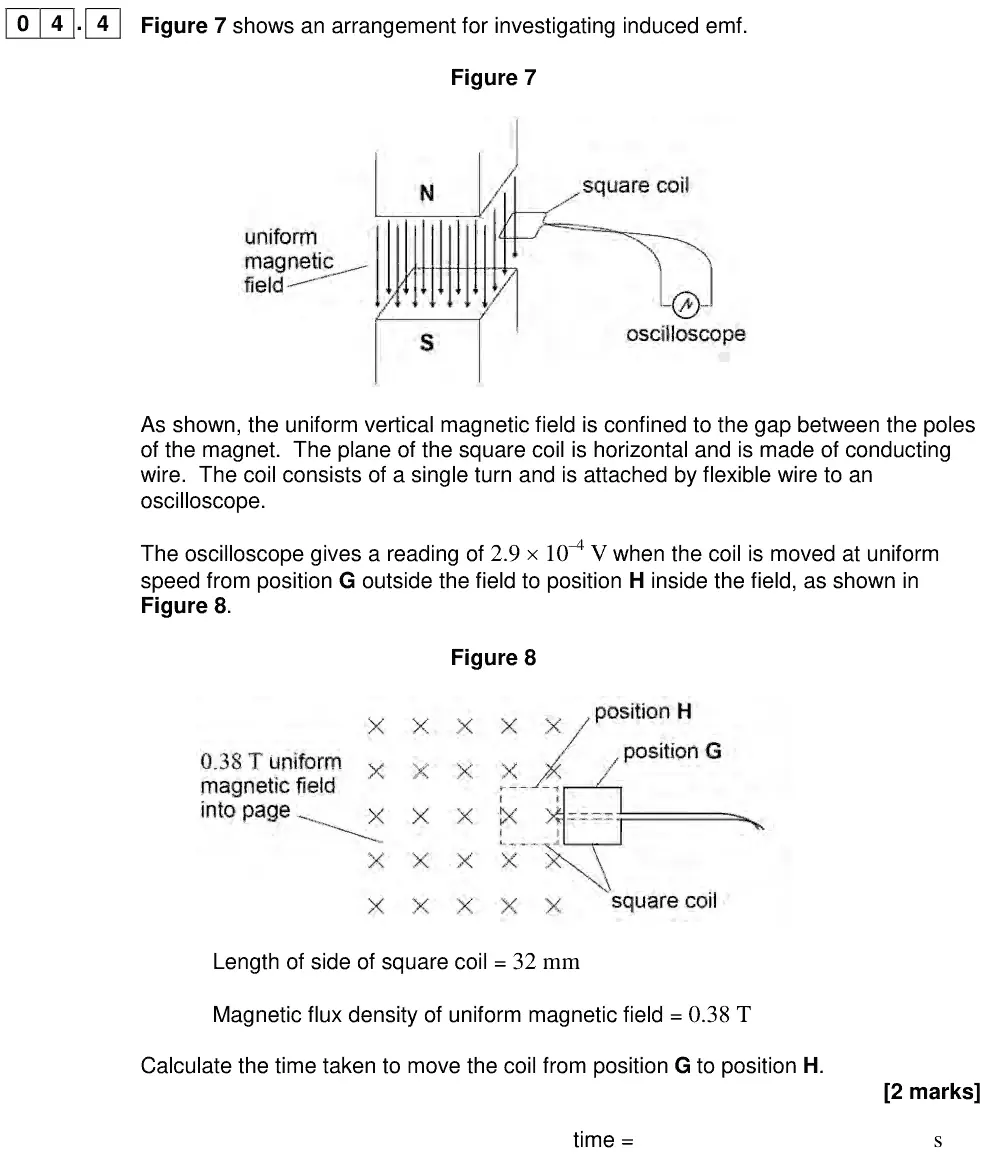 0 4 . 4 Figure 7 shows an arrangement for investigating induced emf.
Figure 7
N
square coil
uniform
magnetic
field
S
oscilloscope
As shown, the uniform vertical magnetic field is confined to the gap between the poles
of the magnet. The plane of the square coil is horizontal and is made of conducting
wire. The coil consists of a single turn and is attached by flexible wire to an
oscilloscope.
The oscilloscope gives a reading of 2.9 × 10⁻⁴ V when the coil is moved at uniform
speed from position G outside the field to position H inside the field, as shown in
Figure 8.
Figure 8
position H
position G
0.38 T uniform
magnetic field
into page
square coil
Length of side of square coil = 32 mm
Magnetic flux density of uniform magnetic field = 0.38 T
Calculate the time taken to move the coil from position G to position H.
[2 marks]
time = s